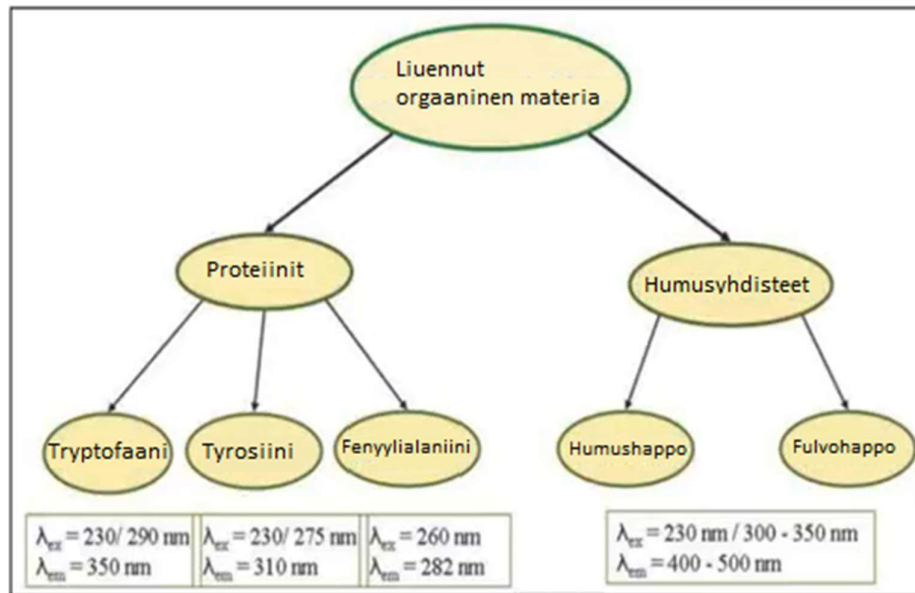 Liuennut
orgaaninen materia
Proteiinit
Humusyhdisteet
Tryptofaani
Tyrosiini
Fenyylialaniini
Humushappo
Fulvohappo
λex = 230/ 290 nm
λem = 350 nm
λex = 230/ 275 nm
λem = 310 nm
λex = 260 nm
λem = 282 nm
λex = 230 nm / 300 - 350 nm
λem = 400 - 500 nm